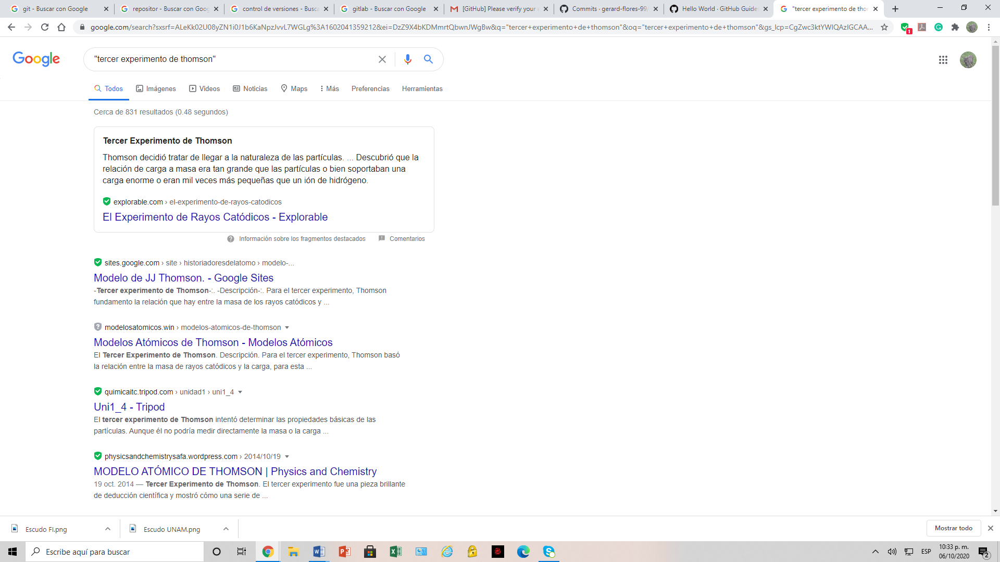 git - Buscar con Google
repositor - Buscar con Goog
control de versiones - Busca
gitlab - Buscar con Google
[GitHub] Please verify your
Commits · gerard-flores-99/
Hello World · GitHub Guide
"tercer experimento de thor
google.com/search?sxsrf=ALeKk02U08yZN1i0J1b6KaNpzJvvL7WGLg%3A1602041359212&ei=DzZ9X4bKDMmrtQbwnJWgBw&q="tercer+experimento+de+thomson"&oq="tercer+experimento+de+thomson"&gs_lcp=CgZwc3ktYWIQAzIGCAA...
1
Google
"tercer experimento de thomson"
Todos Imágenes Videos Noticias Maps Más Preferencias Herramientas
Cerca de 831 resultados (0.48 segundos)
Tercer Experimento de Thomson
Thomson decidió tratar de llegar a la naturaleza de las partículas. ... Descubrió que la
relación de carga a masa era tan grande que las partículas o bien soportaban una
carga enorme o eran mil veces más pequeñas que un ión de hidrógeno.
explorable.com › el-experimento-de-rayos-catodicos
El Experimento de Rayos Catódicos - Explorable
Información sobre los fragmentos destacados Comentarios
sites.google.com › site › historiadoresdelatomo › modelo-...
Modelo de JJ Thomson. - Google Sites
-Tercer experimento de Thomson-:. -Descripción-:. Para el tercer experimento, Thomson
fundamento la relación que hay entre la masa de los rayos catódicos y ...
modelosatomicos.win › modelos-atomicos-de-thomson
Modelos Atómicos de Thomson - Modelos Atómicos
El Tercer Experimento de Thomson. Descripción. Para el tercer experimento, Thomson basó
la relación entre la masa de rayos catódicos y la carga, para esta ...
quimicaitc.tripod.com › unidad1 › uni1_4
Uni1_4 - Tripod
El tercer experimento de Thomson intentó determinar las propiedades básicas de las
partículas. Aunque él no podría medir directamente la masa o la carga ...
physicsandchemistrysafa.wordpress.com › 2014/10/19
MODELO ATÓMICO DE THOMSON | Physics and Chemistry
19 oct. 2014 — Tercer Experimento de Thomson. El tercer experimento fue una pieza brillante
de deducción científica y mostró cómo una serie de ...
Escudo FI.png
Escudo UNAM.png
Mostrar todo
Escribe aquí para buscar
ESP
10:33 p. m.
06/10/2020
2